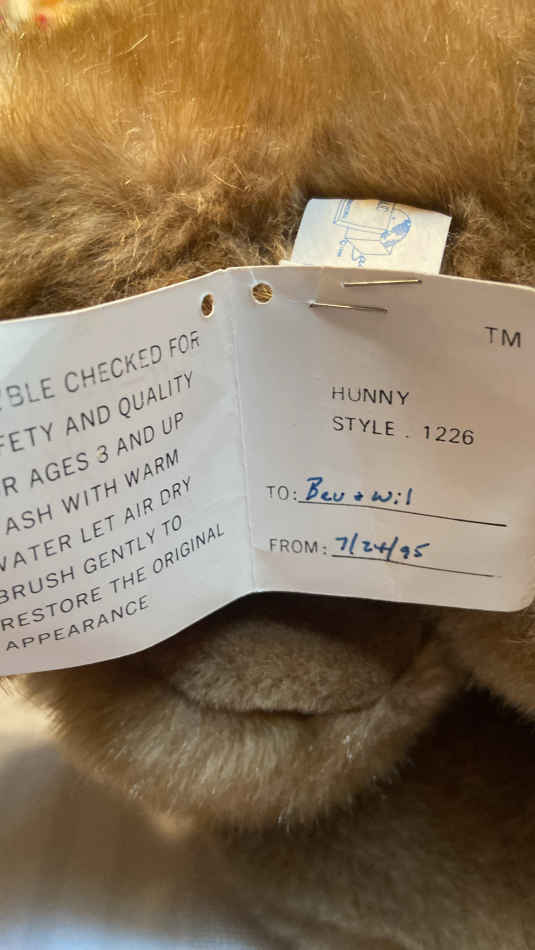 BLE CHECKED FOR
FETY AND QUALITY
R AGES 3 AND UP
ASH WITH WARM
WATER LET AIR DRY
BRUSH GENTLY TO
RESTORE THE ORIGINAL
APPEARANCE
TM
HUNNY
STYLE . 1226
TO: Bev + Wil
FROM: 7/24/95